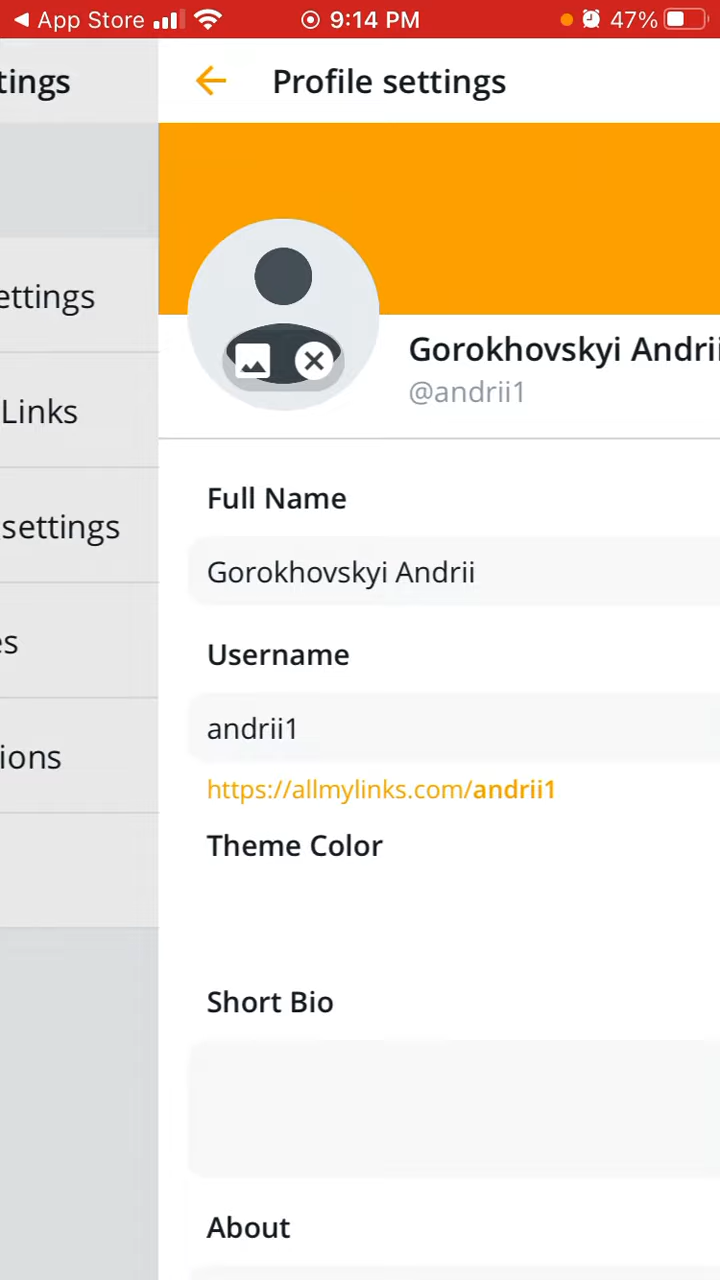 App Store 9:14 PM 47%
tings
Profile settings
ettings
Gorokhovskyi Andrii
@andrii1
Links
Full Name
settings
Gorokhovskyi Andrii
es
Username
andrii1
ions
https://allmylinks.com/andrii1
Theme Color
Short Bio
About